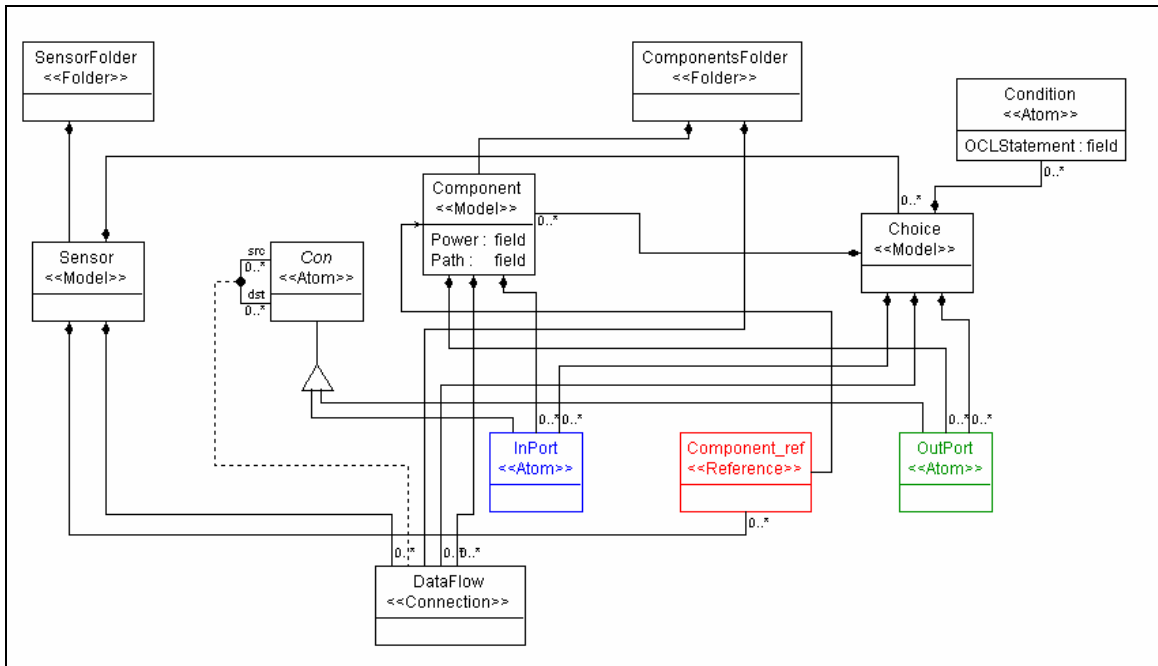 SensorFolder
<<Folder>>
ComponentsFolder
<<Folder>>
Condition
<<Atom>>
OCLStatement : field
0..*
0..*
Component
<<Model>>
Power : field
Path : field
0..*
Choice
<<Model>>
Sensor
<<Model>>
src
0..*
dst
0..*
Con
<<Atom>>
0..*
0..*
InPort
<<Atom>>
Component_ref
<<Reference>>
0..*
0..*
0..*
OutPort
<<Atom>>
0..*
0..*
0..*
DataFlow
<<Connection>>